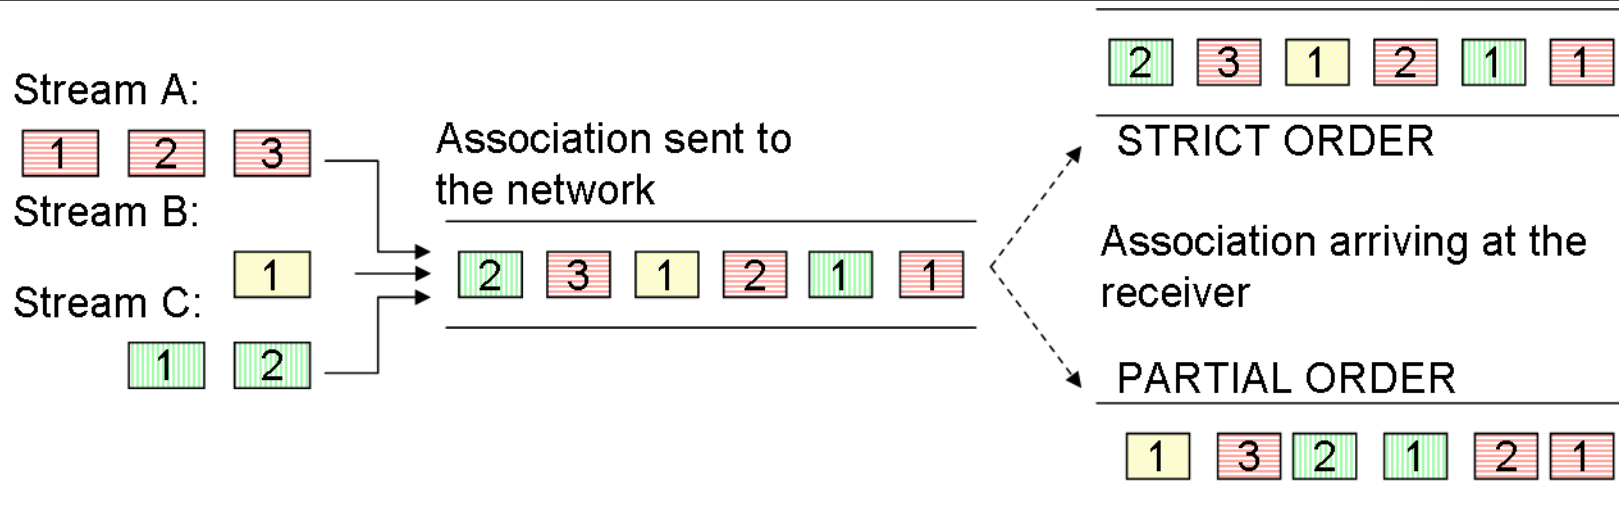 Stream A:
1 2 3
Stream B:
1
Stream C:
1 2
Association sent to
the network
2 3 1 2 1 1
2 3 1 2 1 1
STRICT ORDER
Association arriving at the
receiver
PARTIAL ORDER
1 3 2 1 2 1